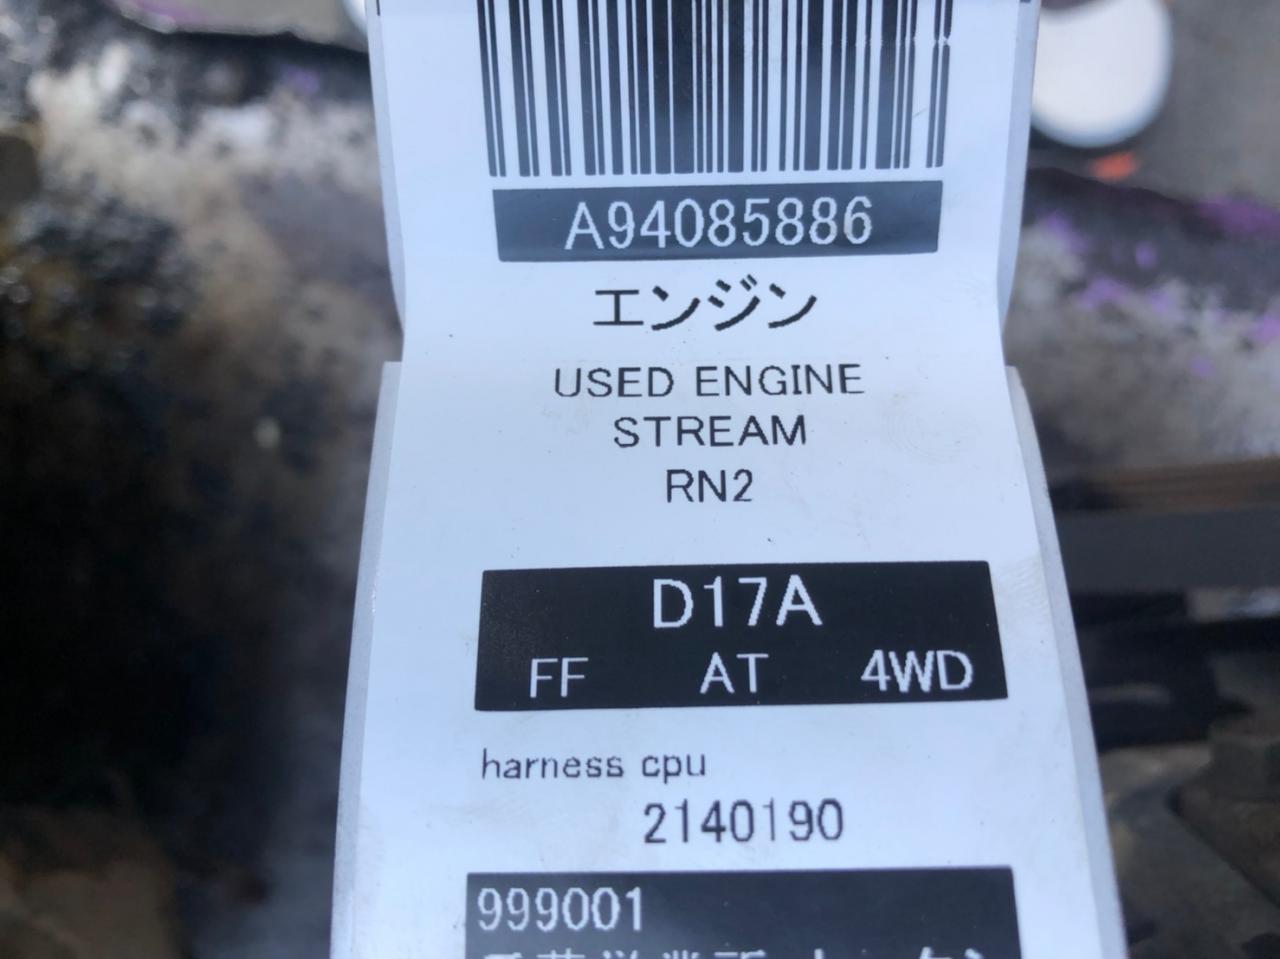 A94085886
エンジン
USED ENGINE
STREAM
RN2
D17A
FF AT 4WD
harness cpu
2140190
999001